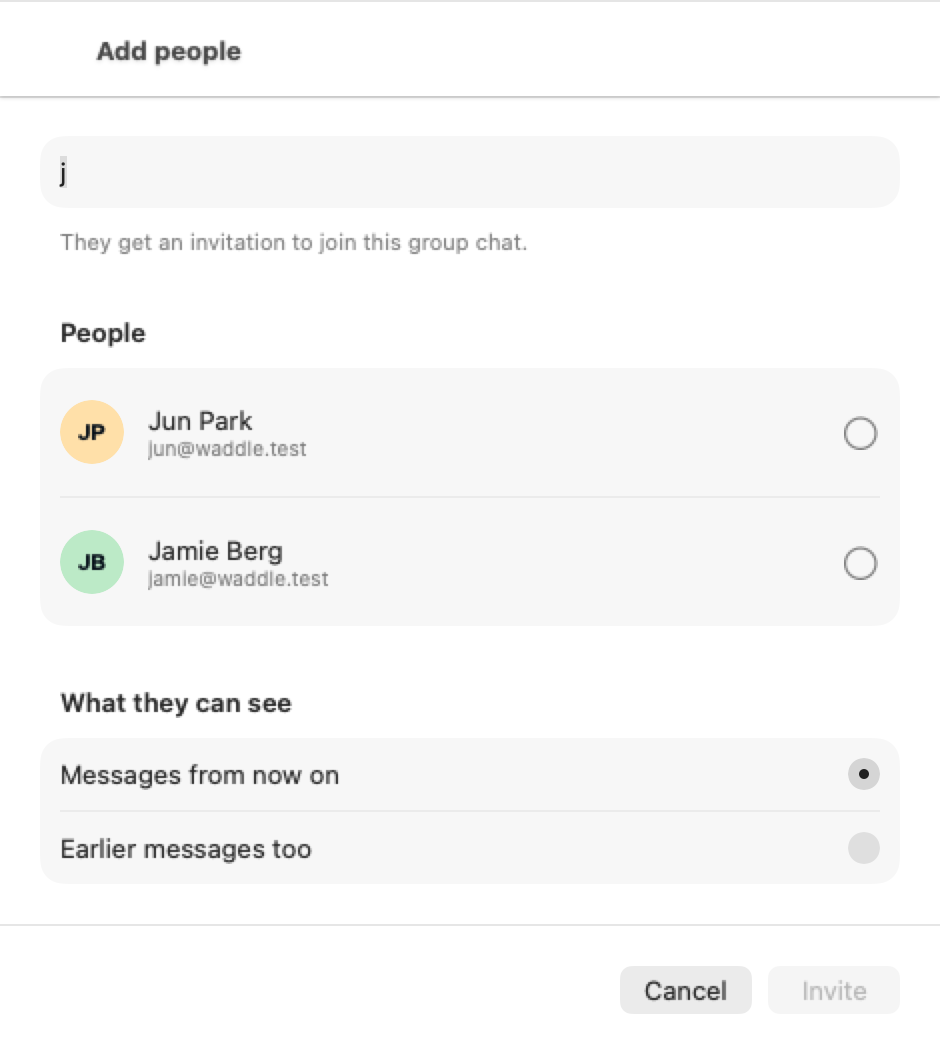 Add people
j
They get an invitation to join this group chat.
People
JP
Jun Park
jun@waddle.test
JB
Jamie Berg
jamie@waddle.test
What they can see
Messages from now on
Earlier messages too
Cancel
Invite